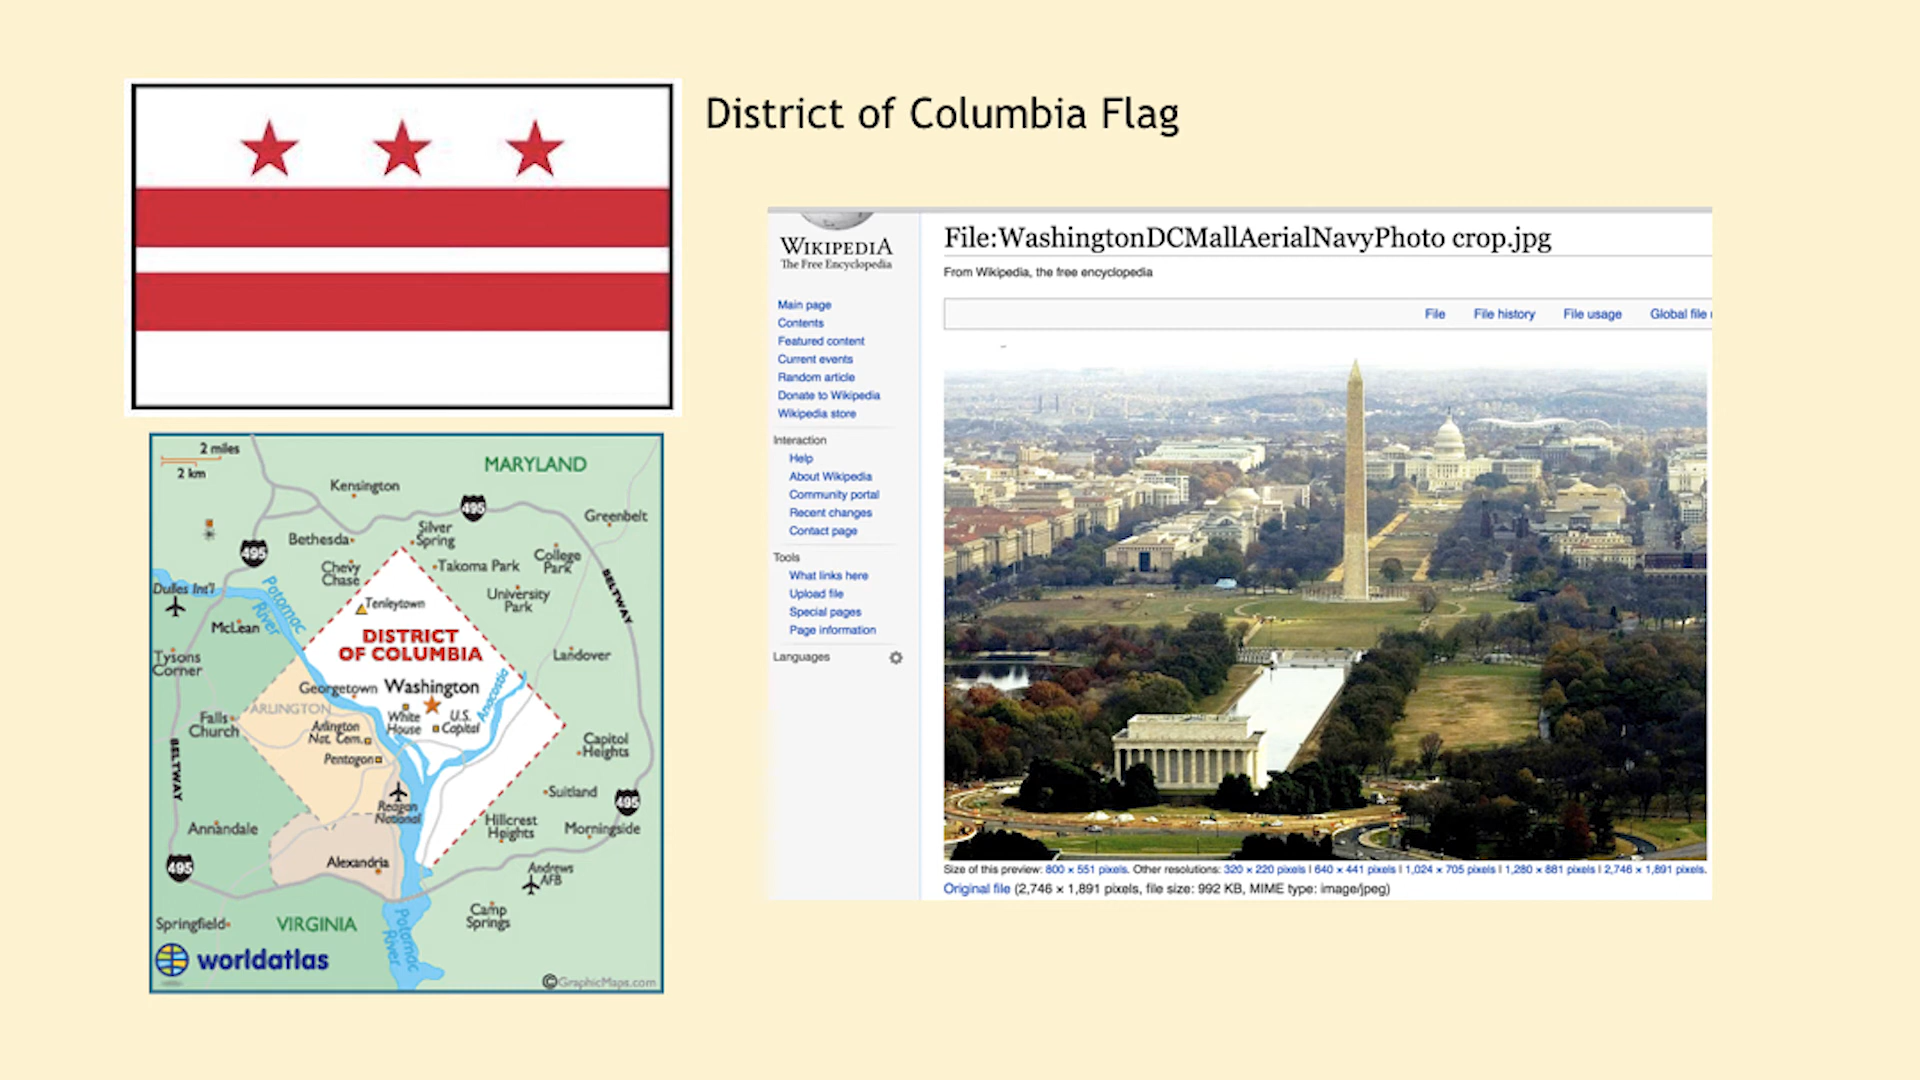 District of Columbia Flag
WIKIPEDIA
The Free Encyclopedia
Main page
Contents
Featured content
Current events
Random article
Donate to Wikipedia
Wikipedia store
Interaction
Help
About Wikipedia
Community portal
Recent changes
Contact page
Tools
What links here
Upload file
Special pages
Page information
Languages
File:WashingtonDCMallAerialNavyPhoto crop.jpg
From Wikipedia, the free encyclopedia
File File history File usage Global file
Size of this preview: 800 × 551 pixels. Other resolutions: 320 × 220 pixels | 640 × 441 pixels | 1,024 × 705 pixels | 1,280 × 881 pixels | 2,746 × 1,891 pixels.
Original file (2,746 × 1,891 pixels, file size: 992 KB, MIME type: image/jpeg)
2 miles
2 km
MARYLAND
Kensington
495
Greenbelt
Silver
Spring
Bethesda
495
College
Park
Chevy
Chase
Takoma Park
Dulles Int'l
Potomac
River
BELTWAY
University
Park
Tenleytown
McLean
DISTRICT
OF COLUMBIA
Tysons
Corner
Landover
Georgetown
Washington
Anacostia
ARLINGTON
Falls
Church
White
House
U.S.
Capital
Arlington
Nat. Cem.
Capitol
Heights
BELTWAY
Pentagon
Suitland
495
Reagan
National
Hillcrest
Heights
Annandale
Morningside
495
Alexandria
Andrews
AFB
Springfield
VIRGINIA
Potomac
River
Camp
Springs
worldatlas
©GraphicMaps.com